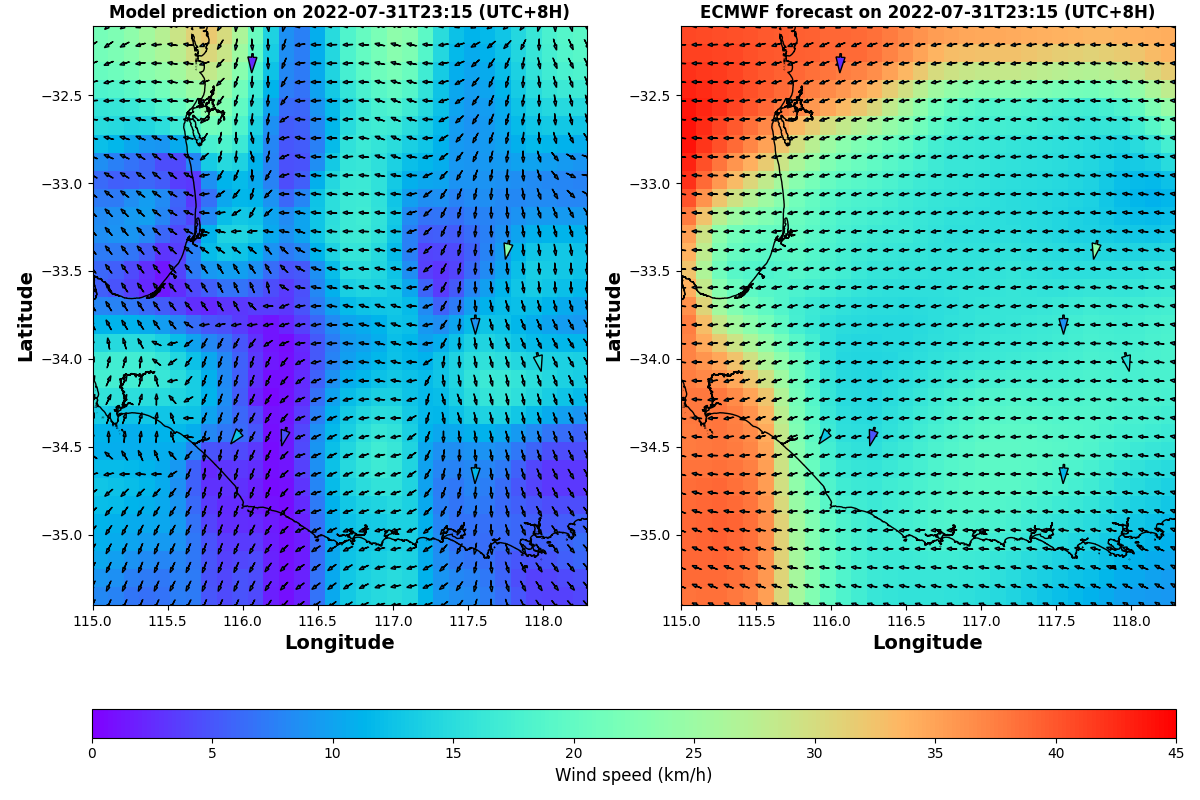 Model prediction on 2022-07-31T23:15 (UTC+8H)
ECMWF forecast on 2022-07-31T23:15 (UTC+8H)
Latitude
−32.5
−33.0
−33.5
−34.0
−34.5
−35.0
115.0 115.5 116.0 116.5 117.0 117.5 118.0
Longitude
Latitude
−32.5
−33.0
−33.5
−34.0
−34.5
−35.0
115.0 115.5 116.0 116.5 117.0 117.5 118.0
Longitude
0 5 10 15 20 25 30 35 40 45
Wind speed (km/h)